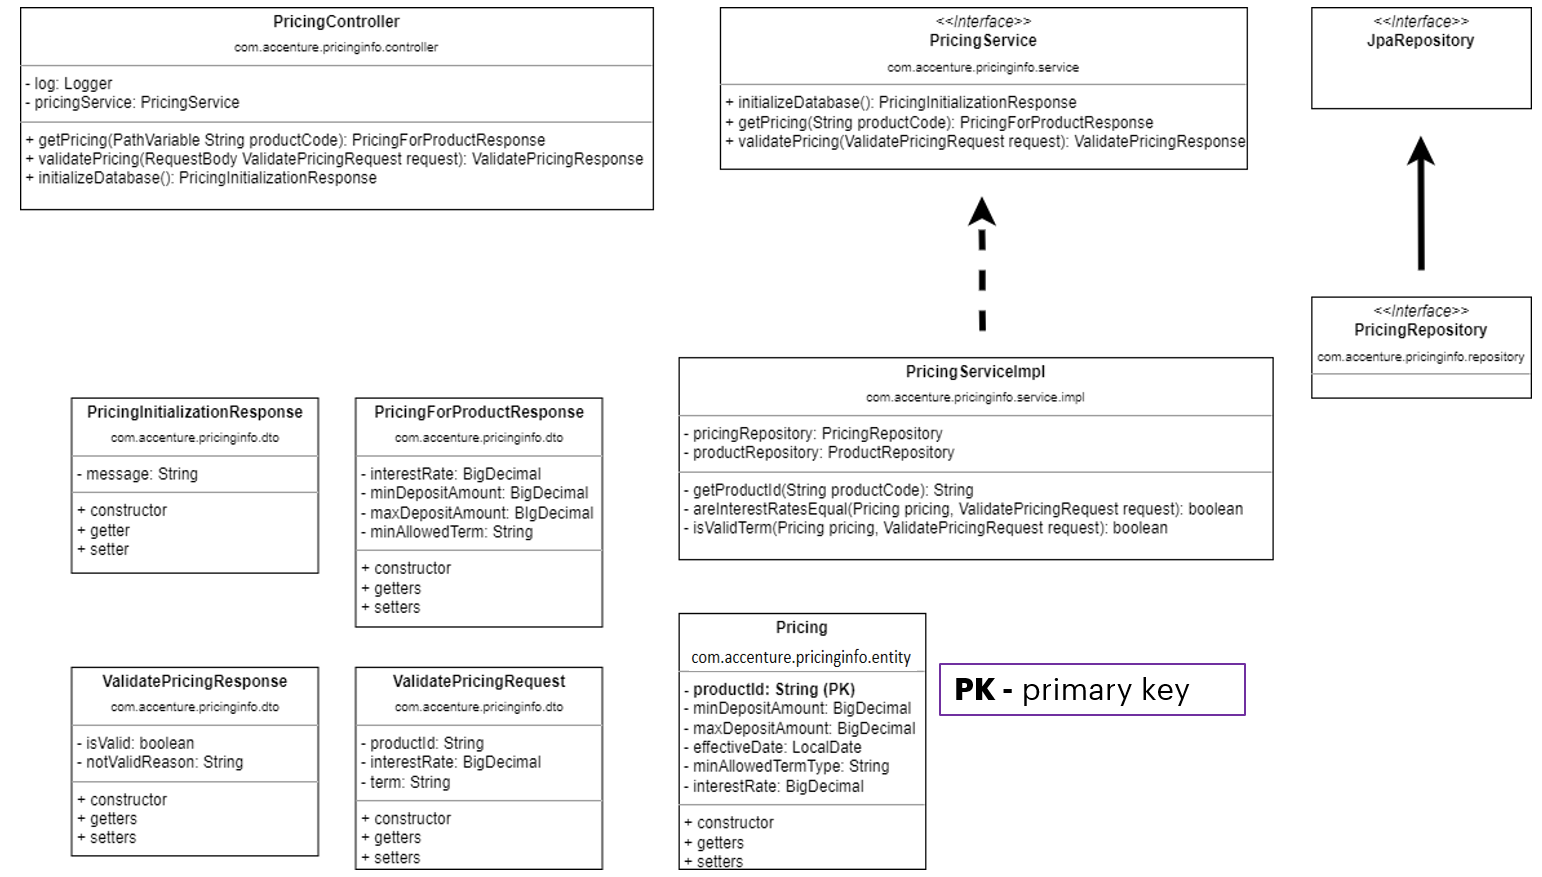 PricingController
com.accenture.pricinginfo.controller
- log: Logger
- pricingService: PricingService
+ getPricing(PathVariable String productCode): PricingForProductResponse
+ validatePricing(RequestBody ValidatePricingRequest request): ValidatePricingResponse
+ initializeDatabase(): PricingInitializationResponse
<<Interface>>
PricingService
com.accenture.pricinginfo.service
+ initializeDatabase(): PricingInitializationResponse
+ getPricing(String productCode): PricingForProductResponse
+ validatePricing(ValidatePricingRequest request): ValidatePricingResponse
<<Interface>>
JpaRepository
<<Interface>>
PricingRepository
com.accenture.pricinginfo.repository
PricingServiceImpl
com.accenture.pricinginfo.service.impl
- pricingRepository: PricingRepository
- productRepository: ProductRepository
- getProductId(String productCode): String
- areInterestRatesEqual(Pricing pricing, ValidatePricingRequest request): boolean
- isValidTerm(Pricing pricing, ValidatePricingRequest request): boolean
PricingInitializationResponse
com.accenture.pricinginfo.dto
- message: String
+ constructor
+ getter
+ setter
PricingForProductResponse
com.accenture.pricinginfo.dto
- interestRate: BigDecimal
- minDepositAmount: BigDecimal
- maxDepositAmount: BIgDecimal
- minAllowedTerm: String
+ constructor
+ getters
+ setters
ValidatePricingResponse
com.accenture.pricinginfo.dto
- isValid: boolean
- notValidReason: String
+ constructor
+ getters
+ setters
ValidatePricingRequest
com.accenture.pricinginfo.dto
- productId: String
- interestRate: BigDecimal
- term: String
+ constructor
+ getters
+ setters
Pricing
com.accenture.pricinginfo.entity
- productId: String (PK)
- minDepositAmount: BigDecimal
- maxDepositAmount: BigDecimal
- effectiveDate: LocalDate
- minAllowedTermType: String
- interestRate: BigDecimal
+ constructor
+ getters
+ setters
PK - primary key